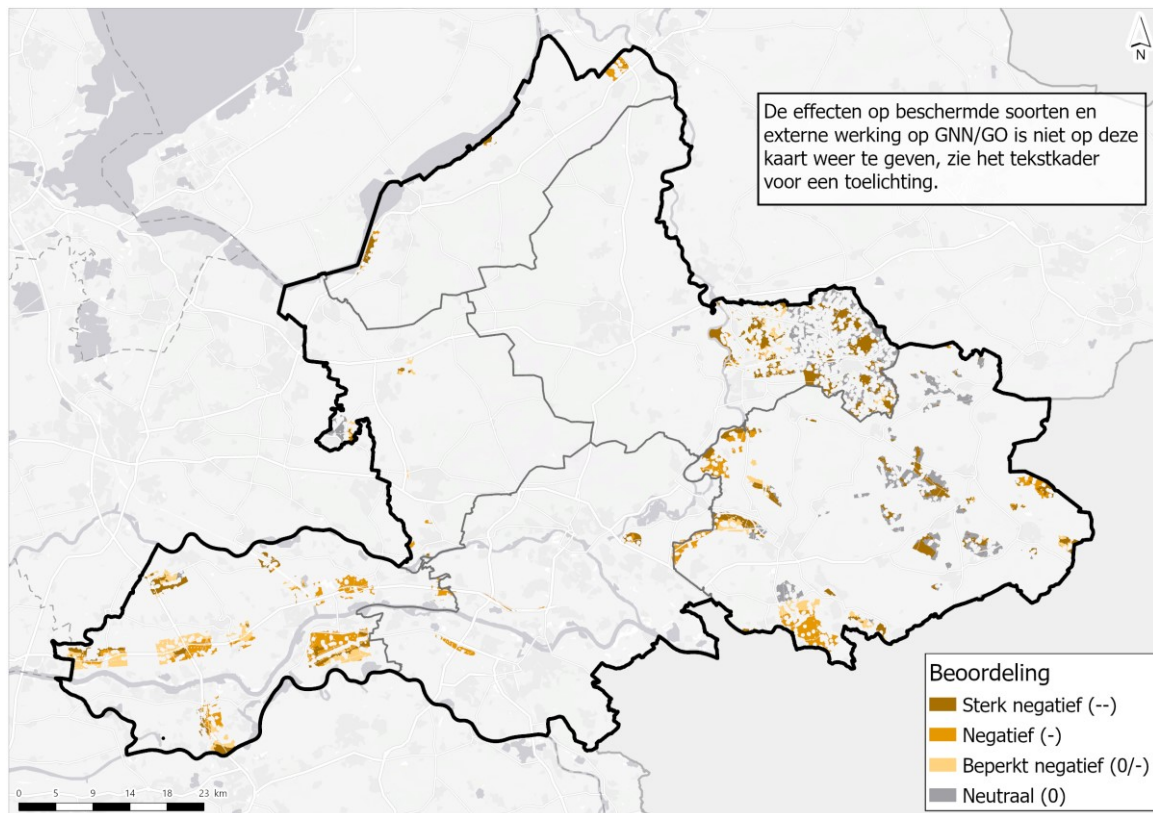 N
De effecten op beschermde soorten en
externe werking op GNN/GO is niet op deze
kaart weer te geven, zie het tekstkader
voor een toelichting.
Beoordeling
Sterk negatief (--)
Negatief (-)
Beperkt negatief (0/-)
Neutraal (0)
0 5 9 14 18 23 km